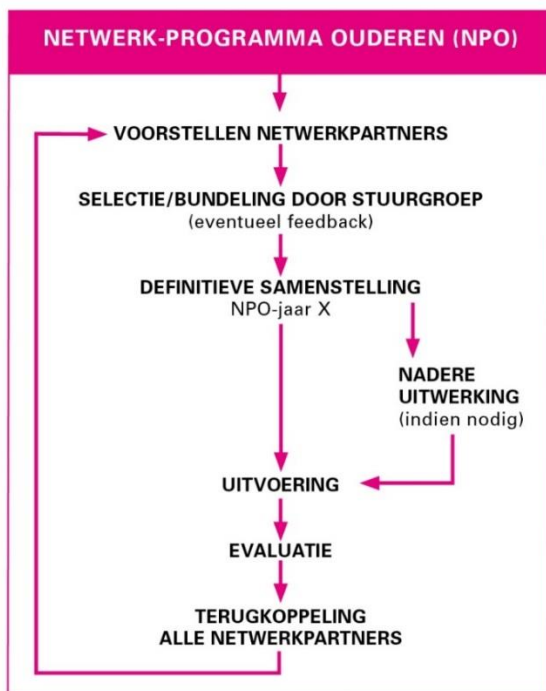 NETWERK-PROGRAMMA OUDEREN (NPO)
VOORSTELLEN NETWERKPARTNERS
SELECTIE/BUNDELING DOOR STUURGROEP
(eventueel feedback)
DEFINITIEVE SAMENSTELLING
NPO-jaar X
NADERE
UITWERKING
(indien nodig)
UITVOERING
EVALUATIE
TERUGKOPPELING
ALLE NETWERKPARTNERS